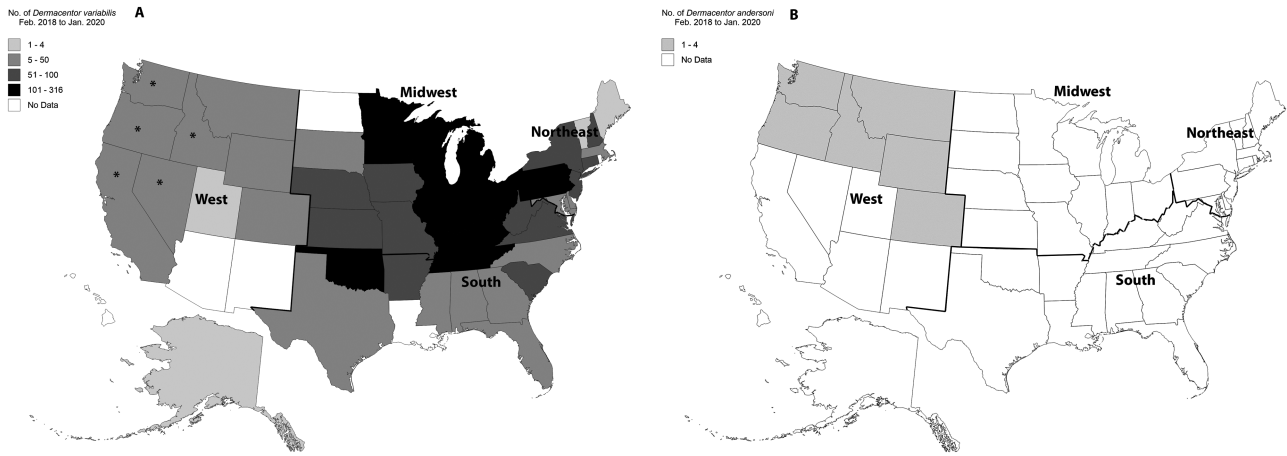 No. of Dermacentor variabilis
Feb. 2018 to Jan. 2020
A
1 - 4
5 - 50
51 - 100
101 - 316
No Data
Midwest
Northeast
West
South
*
*
*
*
*
No. of Dermacentor andersoni
Feb. 2018 to Jan. 2020
B
1 - 4
No Data
Midwest
Northeast
West
South